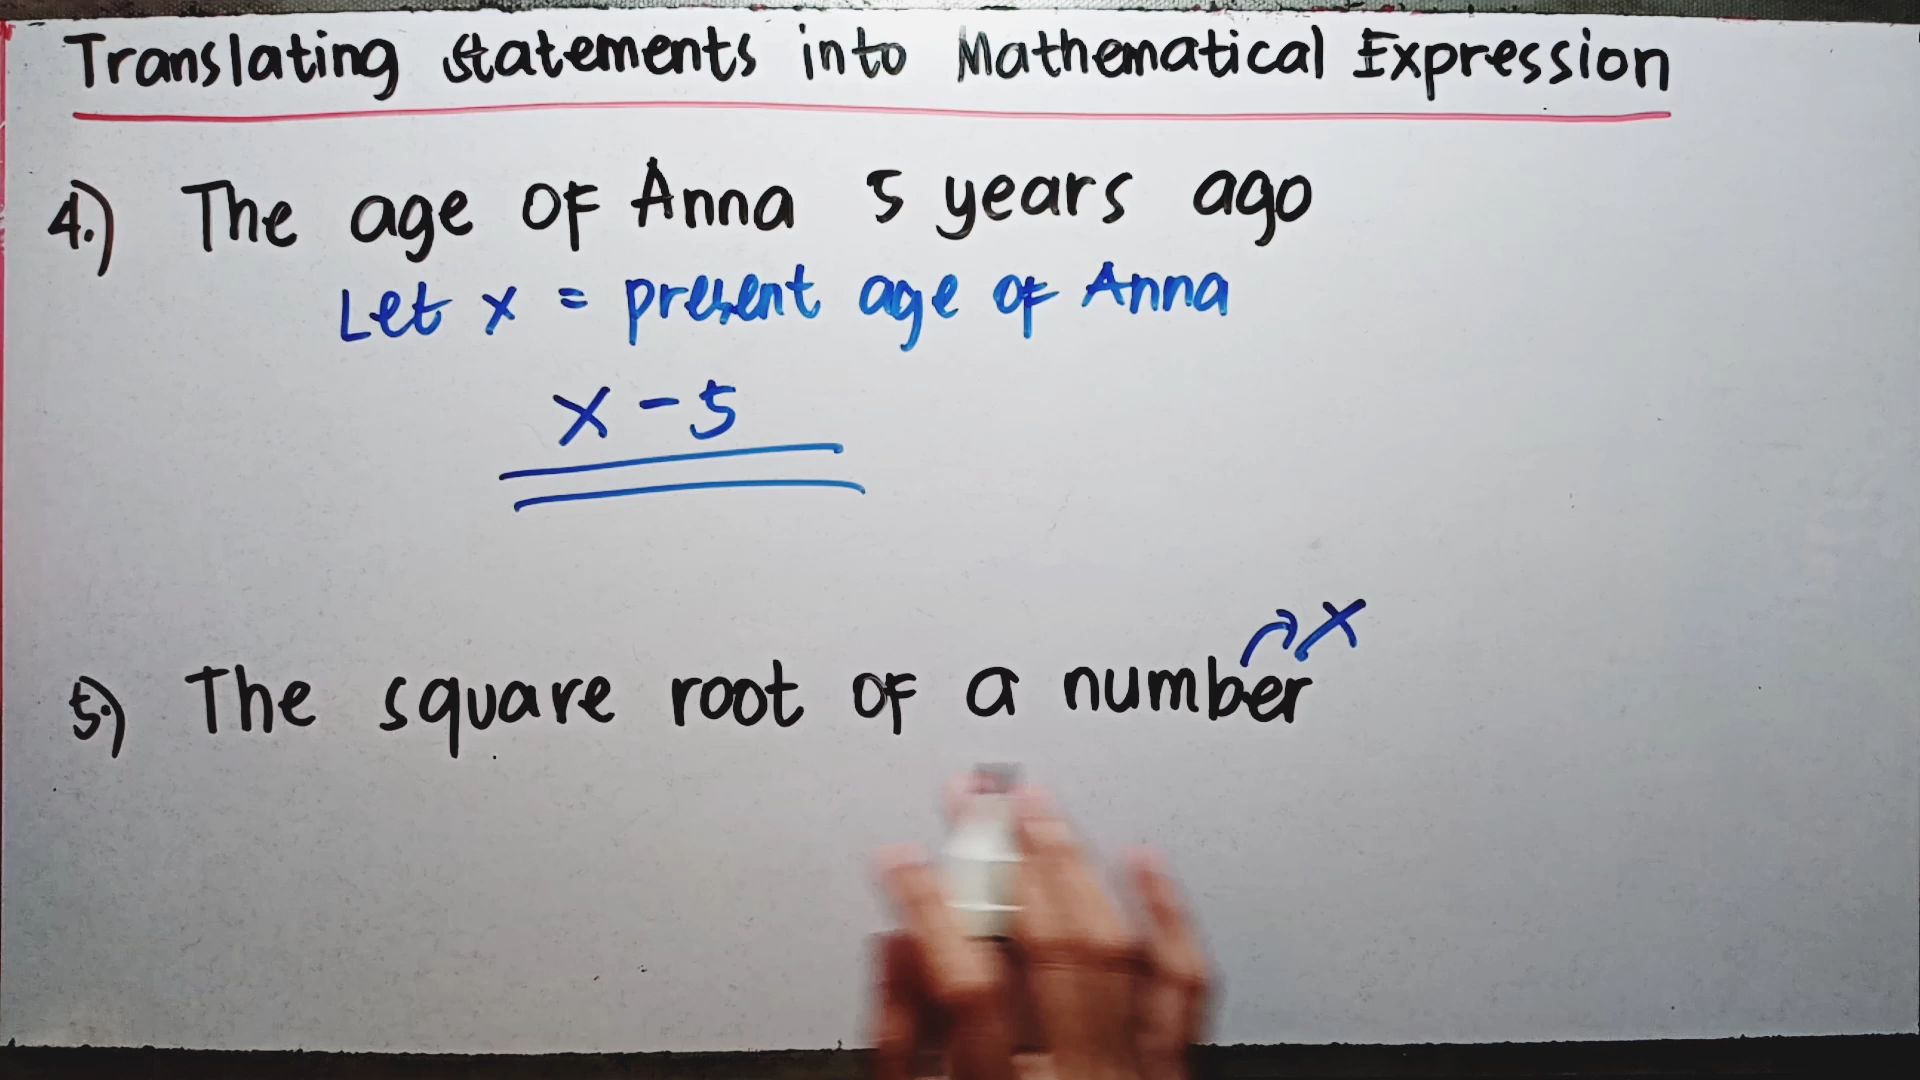 Translating statements into Mathematical Expression
4.) The age of Anna 5 years ago
Let x = present age of Anna
x - 5
x
5.) The square root of a number